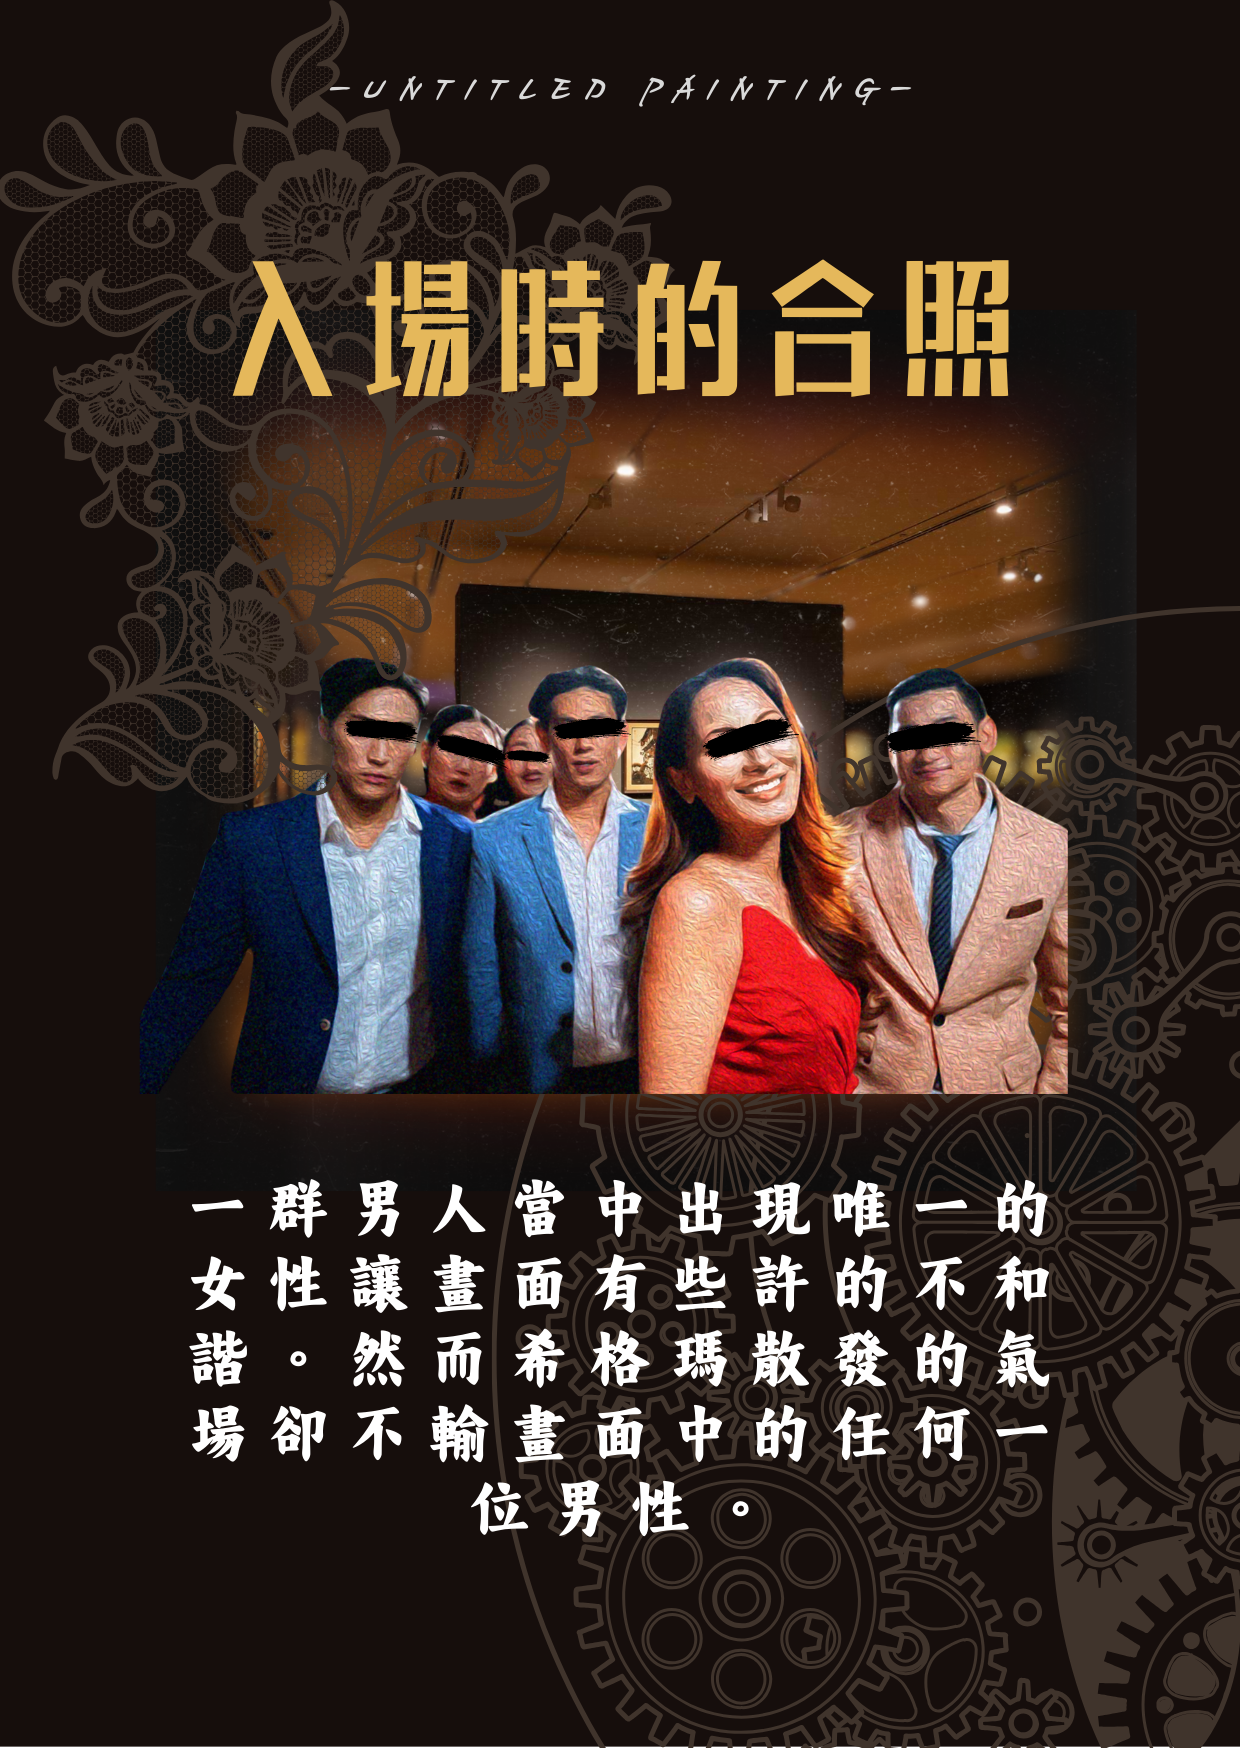 -UNTITLED PAINTING-
入場時的合照
一群男人當中出現唯一的
女性讓畫面有些許的不和
諧。然而希格瑪散發的氣
場卻不輸畫面中的任何一
位男性。